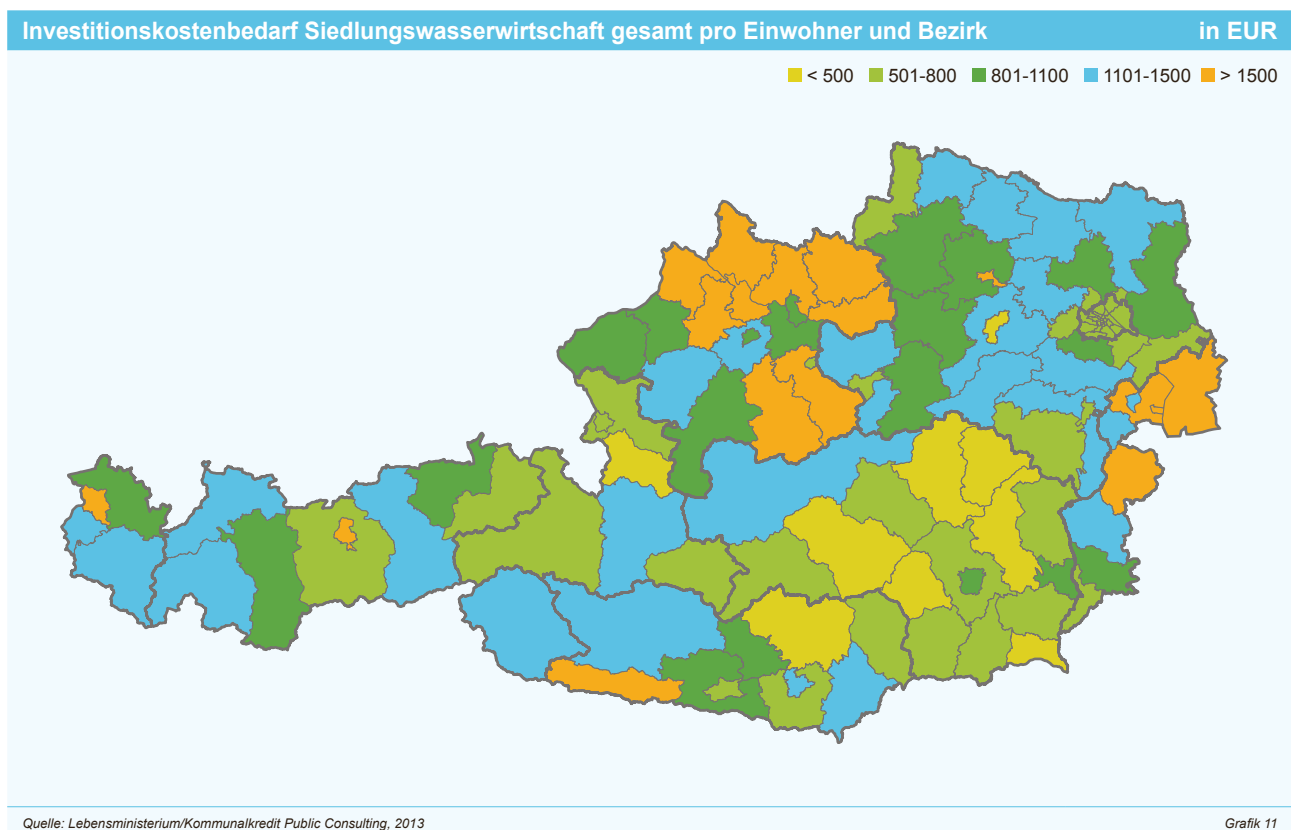 Investitionskostenbedarf Siedlungswasserwirtschaft gesamt pro Einwohner und Bezirk in EUR
< 500 501-800 801-1100 1101-1500 > 1500
Quelle: Lebensministerium/Kommunalkredit Public Consulting, 2013 Grafik 11